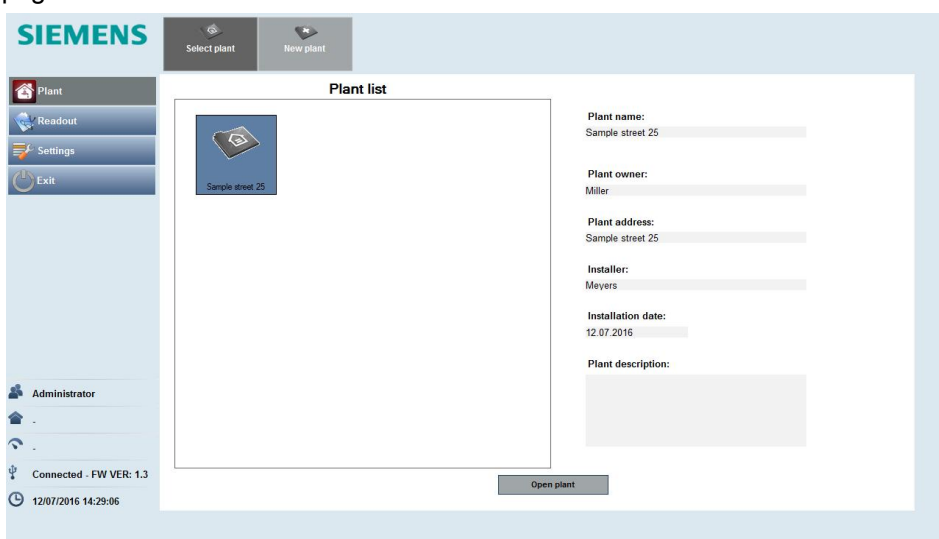 SIEMENS
Select plant
New plant
Plant
Readout
Settings
Exit
Administrator
-
-
Connected - FW VER: 1.3
12/07/2016 14:29:06
Plant list
Sample street 25
Plant name:
Sample street 25
Plant owner:
Miller
Plant address:
Sample street 25
Installer:
Meyers
Installation date:
12.07.2016
Plant description:
Open plant